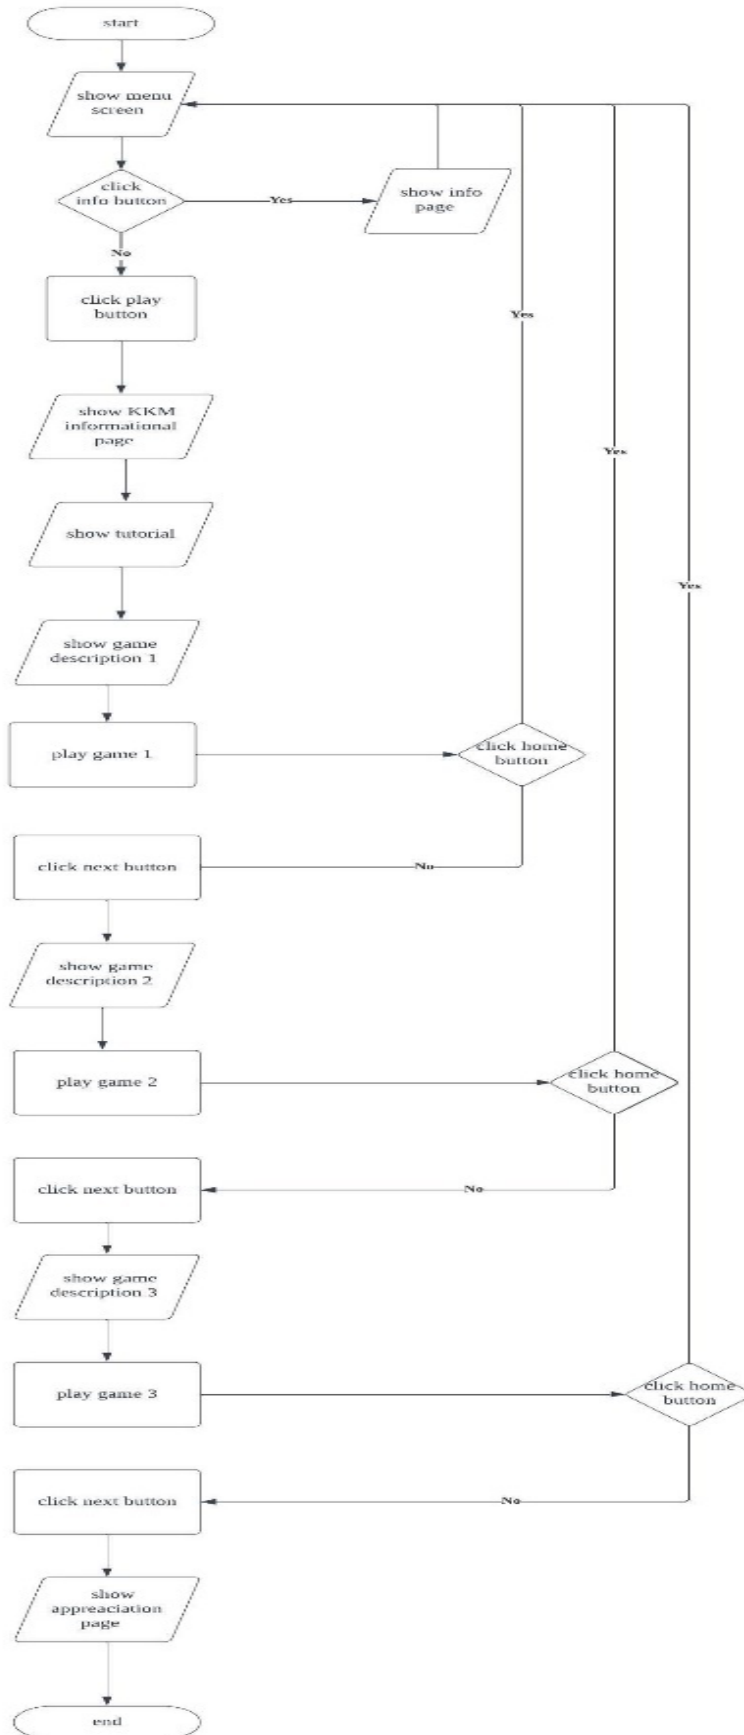 start
show menu
screen
click
info button
Yes
show info
page
No
click play
button
Yes
show KKM
informational
page
Yes
show tutorial
Yes
show game
description 1
play game 1
click home
button
click next button
No
show game
description 2
play game 2
click home
button
click next button
No
show game
description 3
play game 3
click home
button
click next button
No
show
appreaciation
page
end